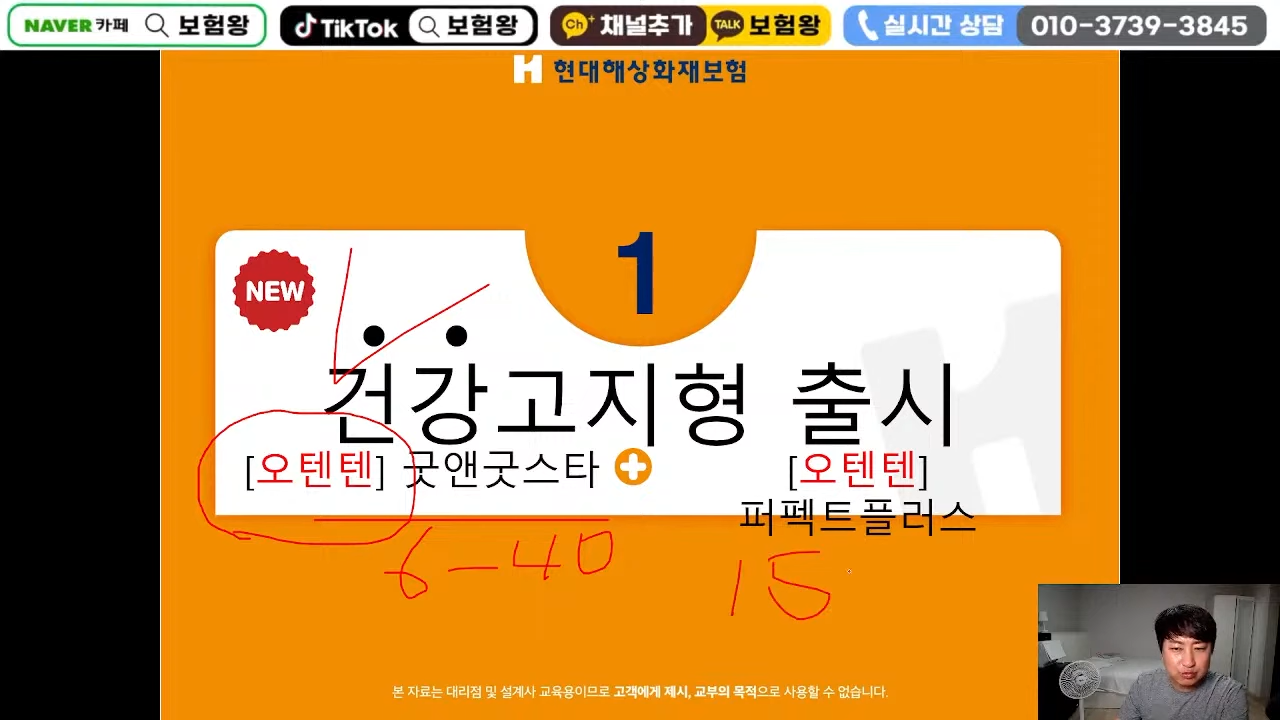 NAVER 카페 보험왕 TikTok 보험왕 Ch+ 채널추가 TALK 보험왕 실시간 상담 010-3739-3845
H 현대해상화재보험
1
NEW
건강고지형 출시
[오텐텐] 굿앤굿스타 + [오텐텐]
퍼펙트플러스
6-40 15
본 자료는 대리점 및 설계사 교육용이므로 고객에게 제시, 교부의 목적으로 사용할 수 없습니다.